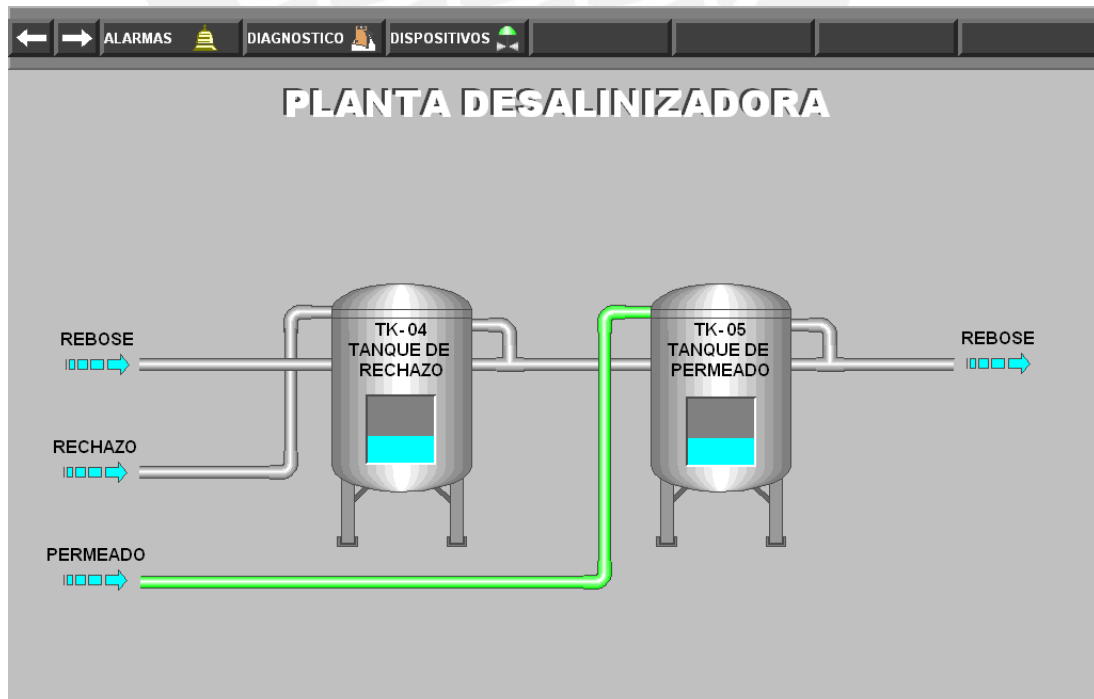 ALARMAS DIAGNOSTICO DISPOSITIVOS
PLANTA DESALINIZADORA
REBOSE
TK-04
TANQUE DE
RECHAZO
TK-05
TANQUE DE
PERMEADO
REBOSE
RECHAZO
PERMEADO